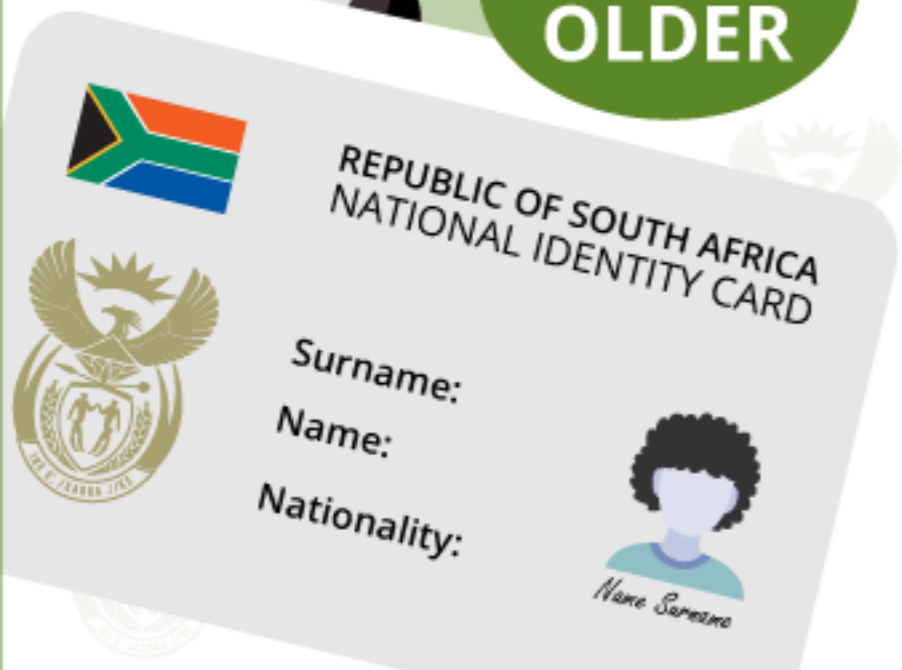 OLDER
REPUBLIC OF SOUTH AFRICA
NATIONAL IDENTITY CARD
Surname:
Name:
Nationality:
Name Surname